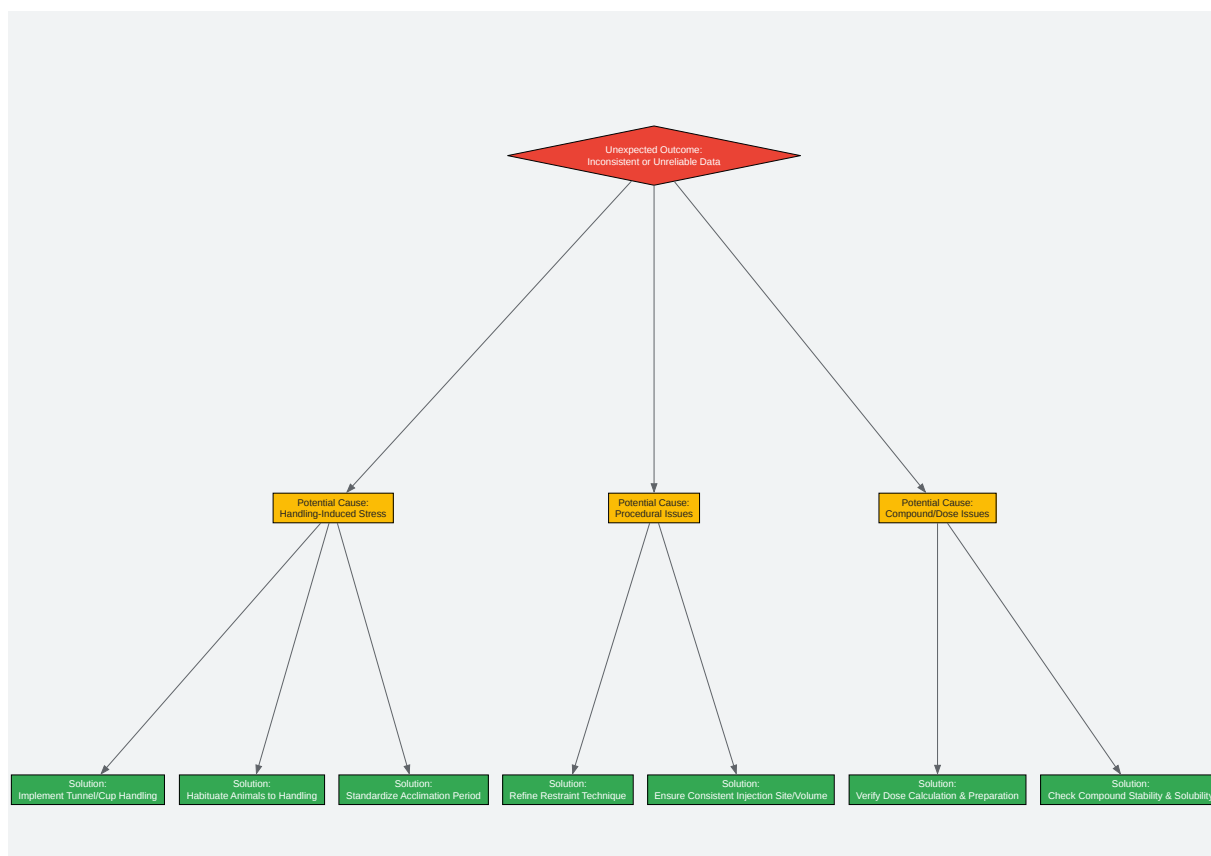 Unexpected Outcome:
Inconsistent or Unreliable Data
Potential Cause:
Handling-Induced Stress
Potential Cause:
Procedural Issues
Potential Cause:
Compound/Dose Issues
Solution:
Implement Tunnel/Cup Handling
Solution:
Habituate Animals to Handling
Solution:
Standardize Acclimation Period
Solution:
Refine Restraint Technique
Solution:
Ensure Consistent Injection Site/Volume
Solution:
Verify Dose Calculation & Preparation
Solution:
Check Compound Stability & Solubility